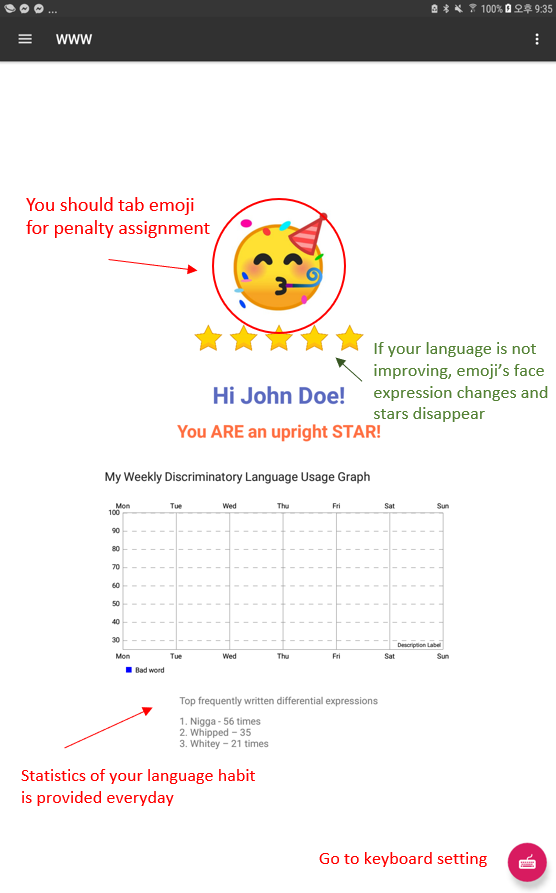 ... 100% 오후 9:35
WWW
You should tab emoji
for penalty assignment
If your language is not
improving, emoji's face
expression changes and
stars disappear
Hi John Doe!
You ARE an upright STAR!
My Weekly Discriminatory Language Usage Graph
Mon Tue Wed Thu Fri Sat Sun
100
90
80
70
60
50
40
30
Description Label
Mon Tue Wed Thu Fri Sat Sun
Bad word
Top frequently written differential expressions
1. Nigga - 56 times
2. Whipped – 35
3. Whitey – 21 times
Statistics of your language habit
is provided everyday
Go to keyboard setting